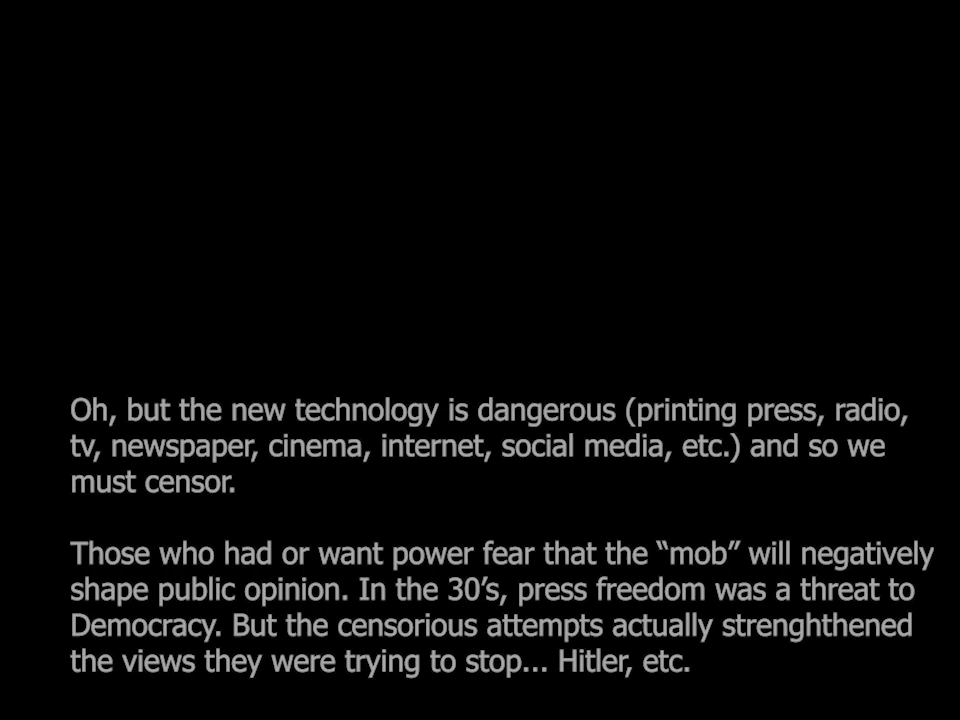 Oh, but the new technology is dangerous (printing press, radio,
tv, newspaper, cinema, internet, social media, etc.) and so we
must censor.
Those who had or want power fear that the “mob” will negatively
shape public opinion. In the 30’s, press freedom was a threat to
Democracy. But the censorious attempts actually strenghthened
the views they were trying to stop... Hitler, etc.